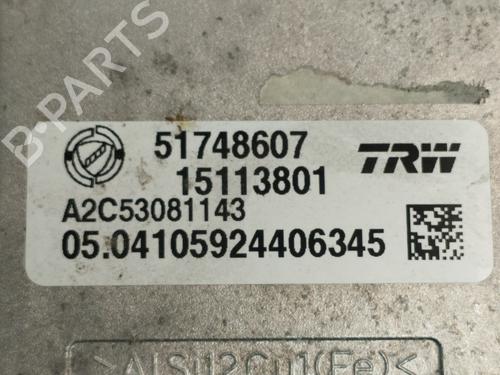 B-PARTS
51748607
TRW
15113801
A2C53081143
05.04105924406345
>AlSi12Cu1(Fe)<